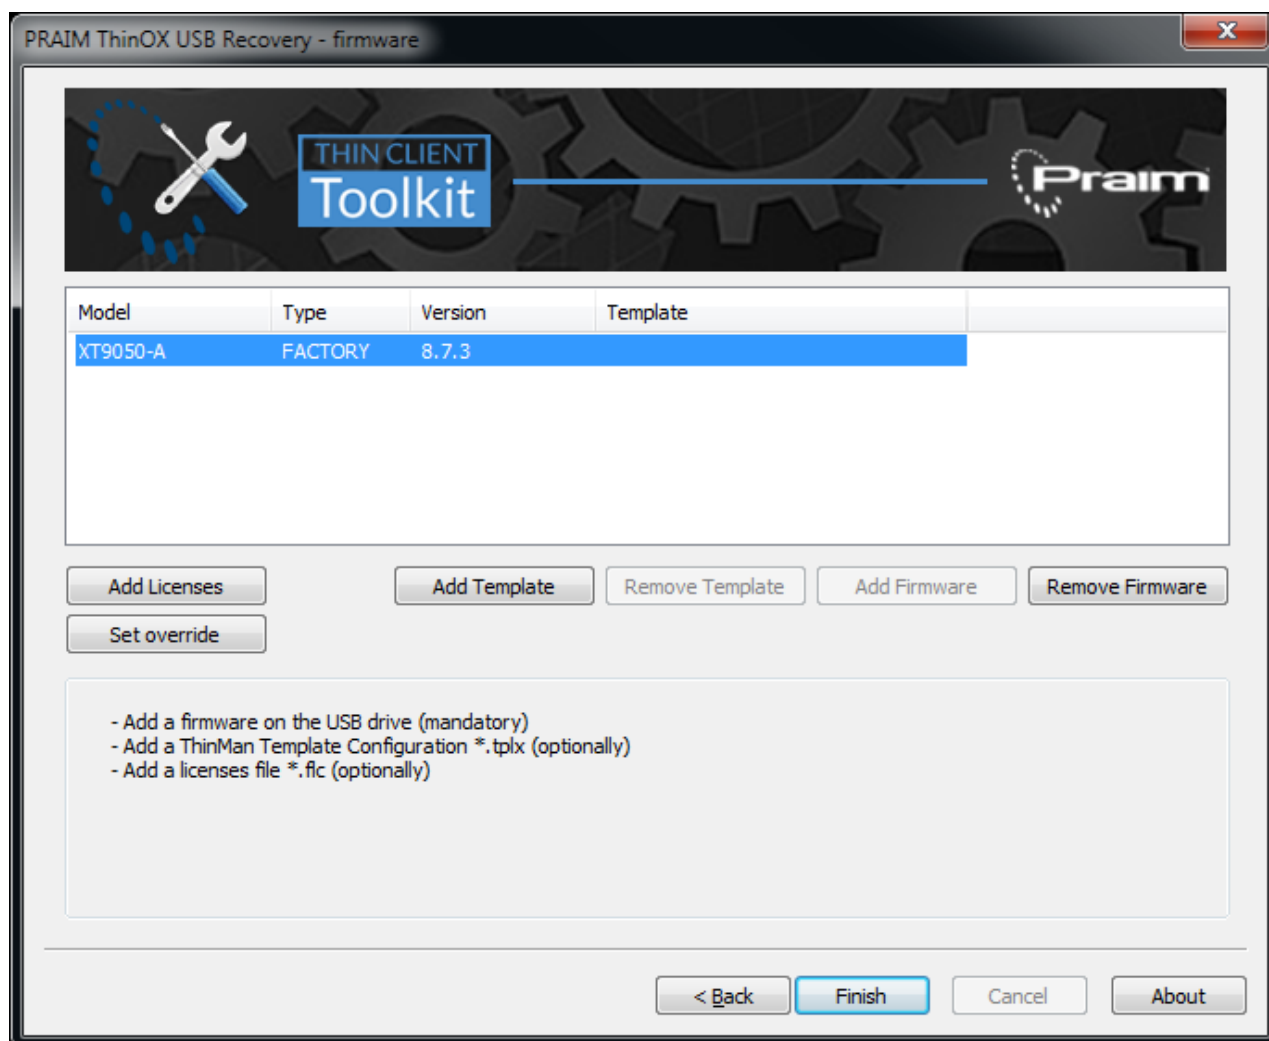 PRAIM ThinOX USB Recovery - firmware
THIN CLIENT
Toolkit
Praim
Model Type Version Template
XT9050-A FACTORY 8.7.3
Add Licenses Add Template Remove Template Add Firmware Remove Firmware
Set override
- Add a firmware on the USB drive (mandatory)
- Add a ThinMan Template Configuration *.tplx (optionally)
- Add a licenses file *.flc (optionally)
< Back Finish Cancel About